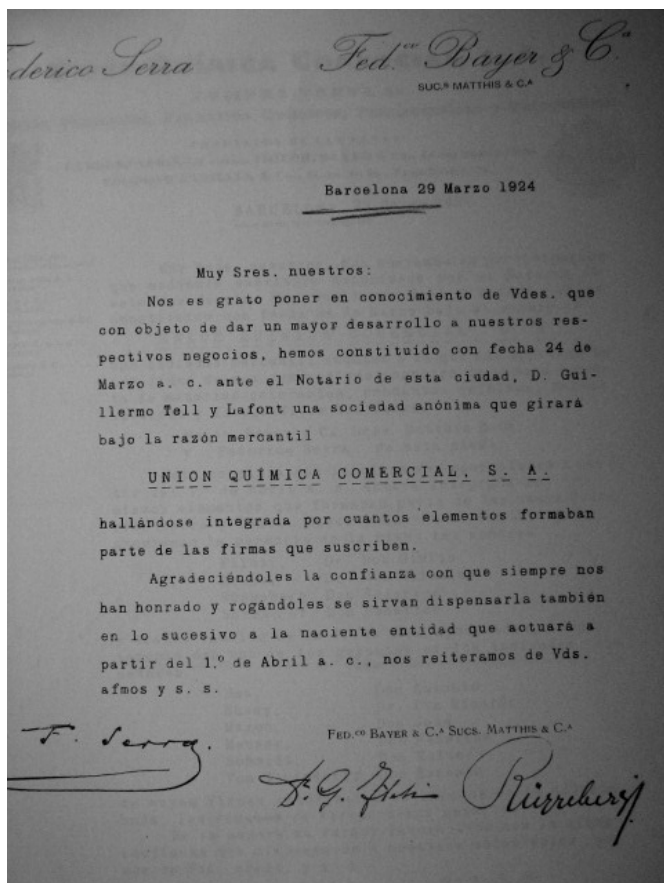 derico Serra
Fed.co Bayer & C.a
SUC.s MATTHIS & C.A
Barcelona 29 Marzo 1924
Muy Sres. nuestros:
Nos es grato poner en conocimiento de Vdes. que
con objeto de dar un mayor desarrollo a nuestros res-
pectivos negocios, hemos constituido con fecha 24 de
Marzo a. c. ante el Notario de esta ciudad, D. Gui-
llermo Tell y Lafont una sociedad anónima que girará
bajo la razón mercantil
UNION QUÍMICA COMERCIAL, S. A.
hallándose integrada por cuantos elementos formaban
parte de las firmas que suscriben.
Agradeciéndoles la confianza con que siempre nos
han honrado y rogándoles se sirvan dispensarla también
en lo sucesivo a la naciente entidad que actuará a
partir del 1.º de Abril a. c., nos reiteramos de Vds.
afmos y s. s.
F. Serra.
FED.co BAYER & C.A SUCS. MATTHIS & C.A
Dr. G.